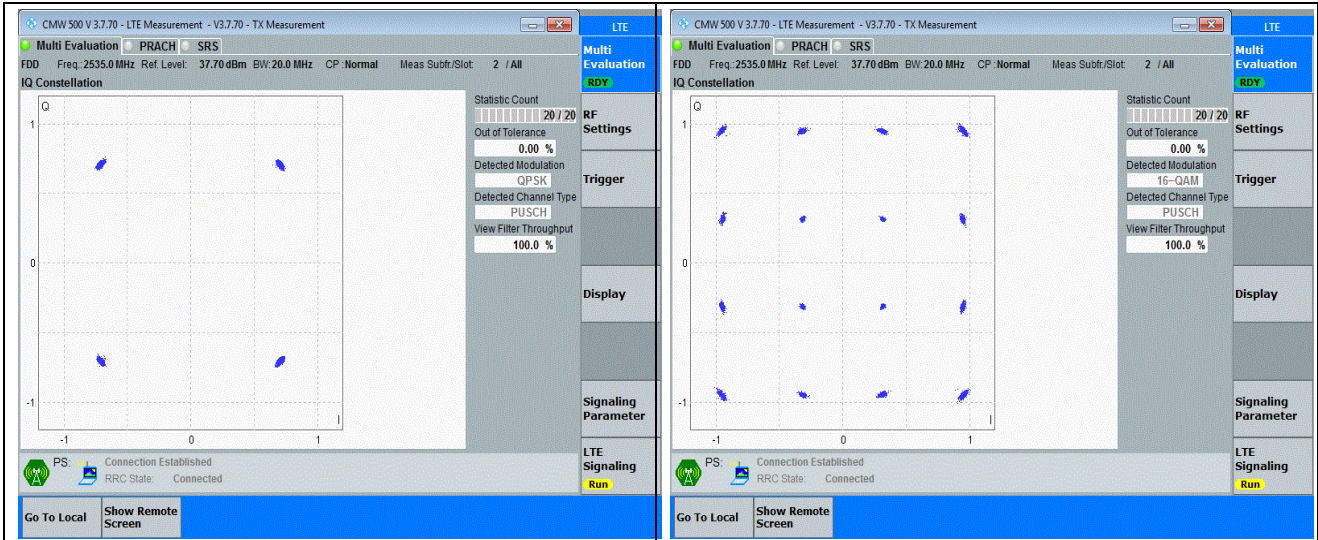 CMW 500 V 3.7.70 - LTE Measurement - V3.7.70 - TX Measurement
LTE
Multi Evaluation PRACH SRS
Multi
Evaluation
RDY
FDD Freq.: 2535.0 MHz Ref. Level: 37.70 dBm BW: 20.0 MHz CP : Normal Meas Subfr./Slot: 2 / All
IQ Constellation
Q
1
0
-1
-1 0 1
I
Statistic Count
20 / 20
Out of Tolerance
0.00 %
Detected Modulation
QPSK
Detected Channel Type
PUSCH
View Filter Throughput
100.0 %
RF
Settings
Trigger
Display
Signaling
Parameter
LTE
Signaling
Run
PS: Connection Established
RRC State: Connected
Go To Local
Show Remote
Screen
CMW 500 V 3.7.70 - LTE Measurement - V3.7.70 - TX Measurement
LTE
Multi Evaluation PRACH SRS
Multi
Evaluation
RDY
FDD Freq.: 2535.0 MHz Ref. Level: 37.70 dBm BW: 20.0 MHz CP : Normal Meas Subfr./Slot: 2 / All
IQ Constellation
Q
1
0
-1
-1 0 1
I
Statistic Count
20 / 20
Out of Tolerance
0.00 %
Detected Modulation
16-QAM
Detected Channel Type
PUSCH
View Filter Throughput
100.0 %
RF
Settings
Trigger
Display
Signaling
Parameter
LTE
Signaling
Run
PS: Connection Established
RRC State: Connected
Go To Local
Show Remote
Screen